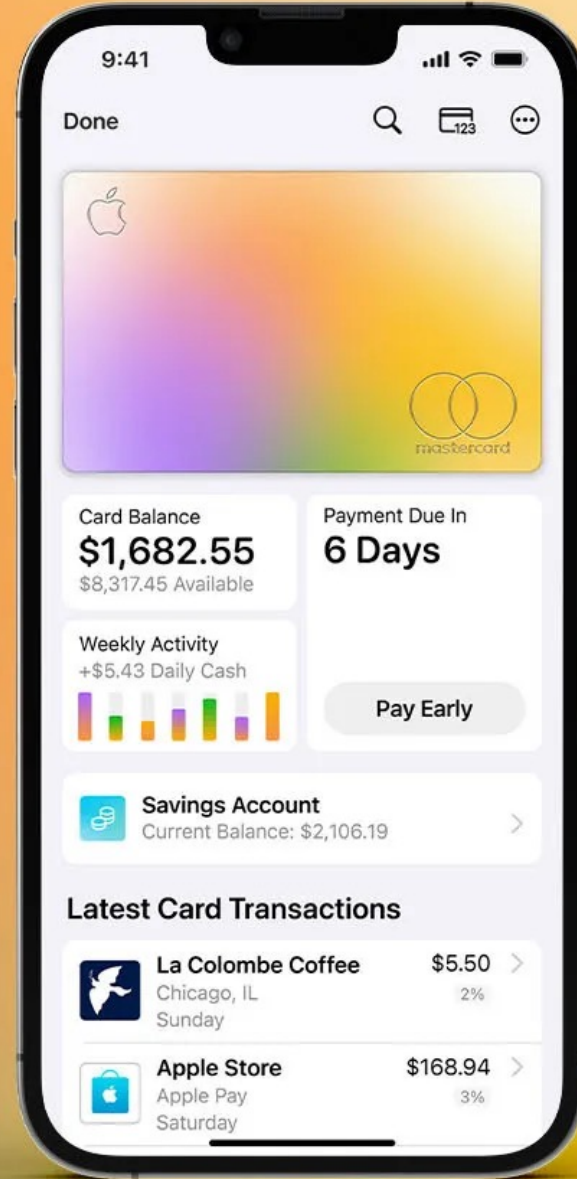 9:41
Done
123
mastercard
Card Balance
$1,682.55
$8,317.45 Available
Payment Due In
6 Days
Weekly Activity
+$5.43 Daily Cash
Pay Early
Savings Account
Current Balance: $2,106.19
Latest Card Transactions
La Colombe Coffee
$5.50
Chicago, IL
2%
Sunday
Apple Store
$168.94
Apple Pay
3%
Saturday